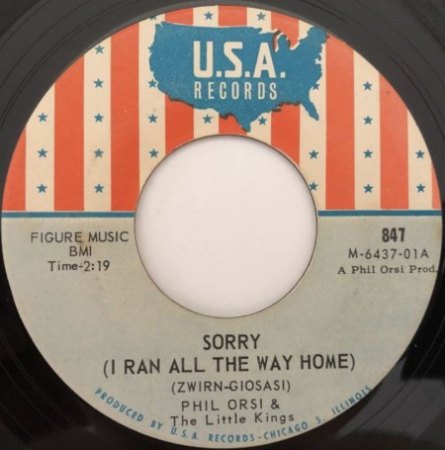 U.S.A.
RECORDS
FIGURE MUSIC
BMI
Time-2:19
847
M-6437-01A
A Phil Orsi Prod.
SORRY
(I RAN ALL THE WAY HOME)
(ZWIRN-GIOSASI)
PHIL ORSI &
The Little Kings
PRODUCED BY U.S.A. RECORDS-CHICAGO 5, ILLINOIS